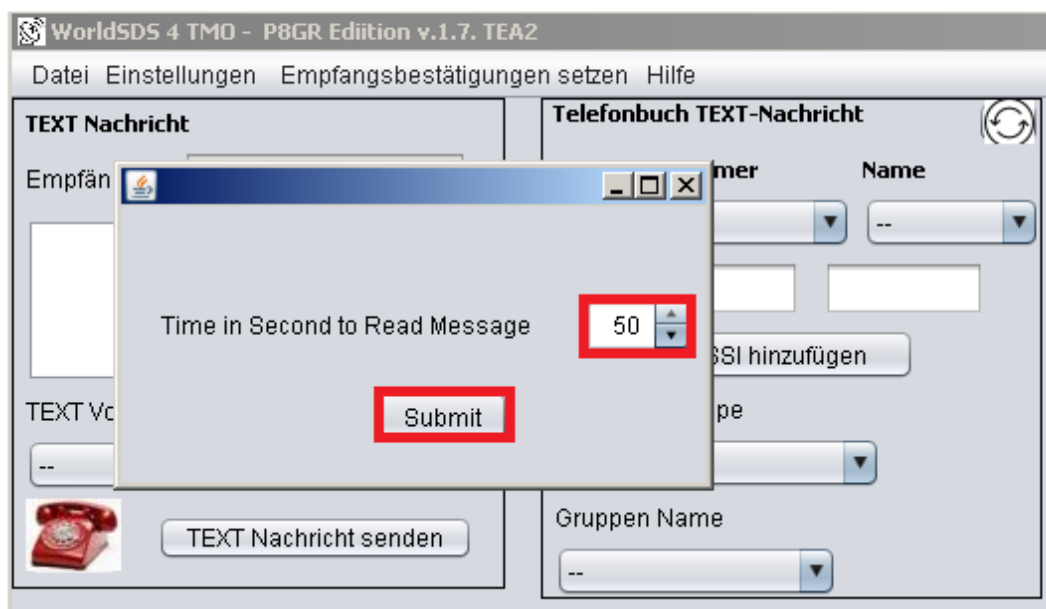 WorldSDS 4 TMO - P8GR Ediition v.1.7. TEA2
Datei Einstellungen Empfangsbestätigungen setzen Hilfe
TEXT Nachricht
Empfän
TEXT Vo
--
TEXT Nachricht senden
Time in Second to Read Message 50
Submit
Telefonbuch TEXT-Nachricht
mer Name
--
SSI hinzufügen
pe
Gruppen Name
--